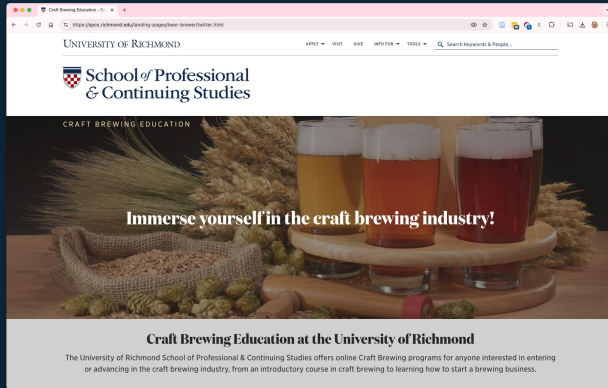 Craft Brewing Education - Sc
https://spcs.richmond.edu/landing-pages/beer-brewer/twitter.html
UNIVERSITY OF RICHMOND
APPLY VISIT GIVE INFO FOR TOOLS Search Keywords & People...
School of Professional
& Continuing Studies
CRAFT BREWING EDUCATION
Immerse yourself in the craft brewing industry!
Craft Brewing Education at the University of Richmond
The University of Richmond School of Professional & Continuing Studies offers online Craft Brewing programs for anyone interested in entering
or advancing in the craft brewing industry, from an introductory course in craft brewing to learning how to start a brewing business.